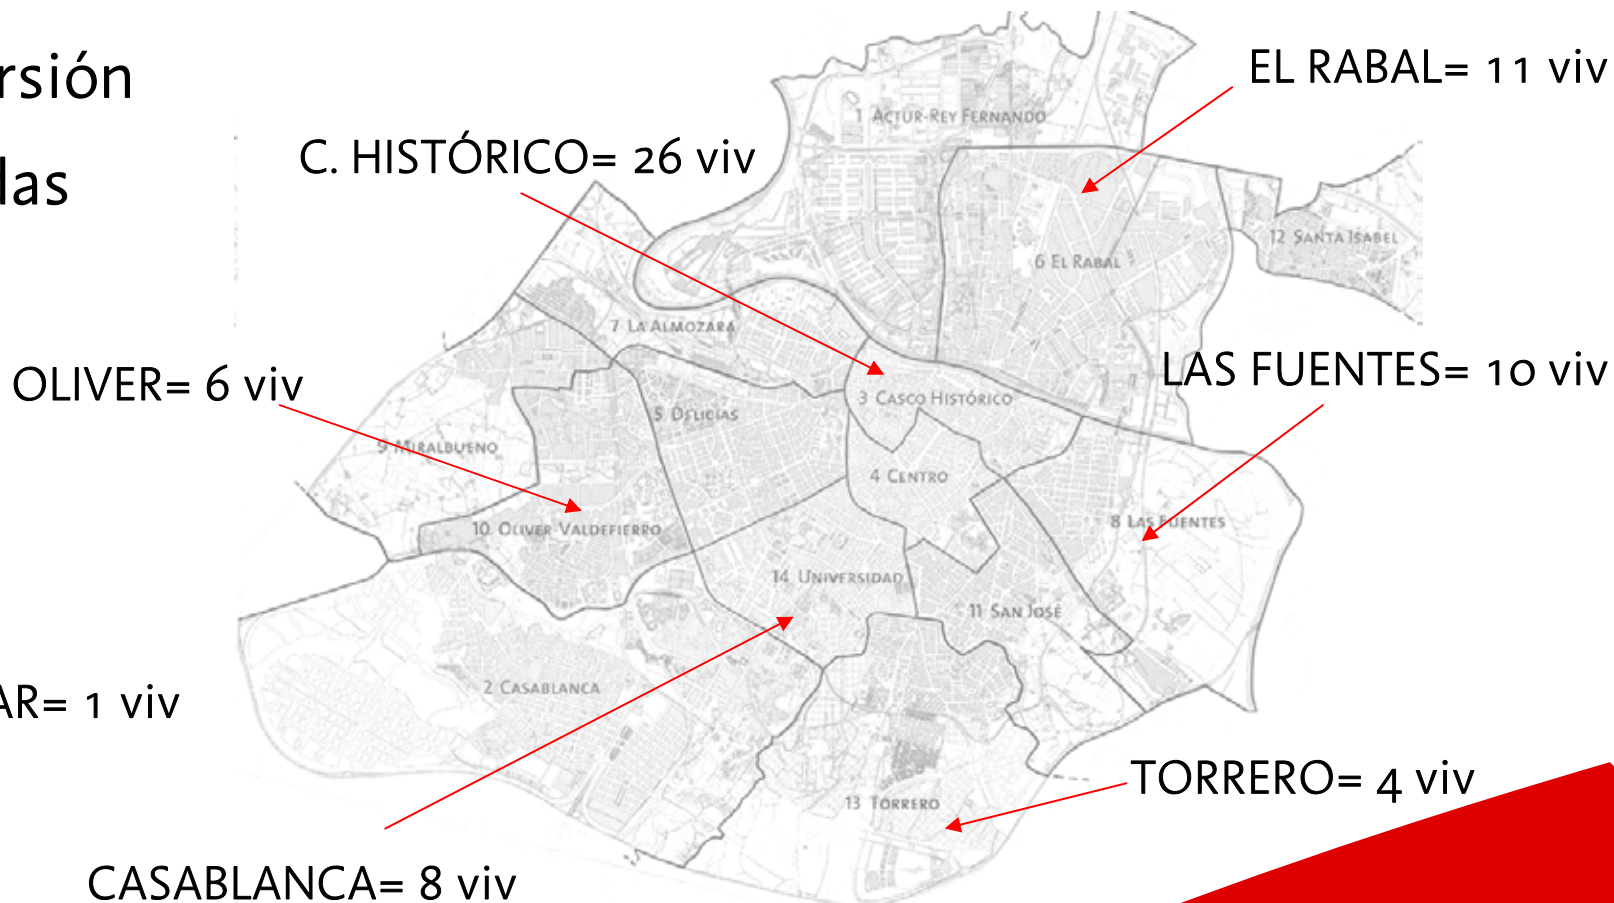 rsión
EL RABAL= 11 viv
1 ACTUR-REY FERNANDO
C. HISTÓRICO= 26 viv
das
12 SANTA ISABEL
6 EL RABAL
7 LA ALMOZARA
LAS FUENTES= 10 viv
OLIVER= 6 viv
3 CASCO HISTÓRICO
5 DELICIAS
9 MIRALBUENO
4 CENTRO
8 LAS FUENTES
10 OLIVER-VALDEFIERRO
14 UNIVERSIDAD
11 SAN JOSÉ
2 CASABLANCA
AR= 1 viv
TORRERO= 4 viv
13 TORRERO
CASABLANCA= 8 viv